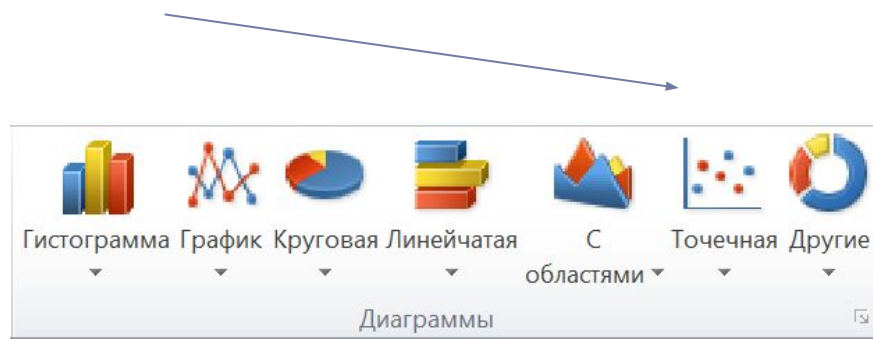 Гистограмма График Круговая Линейчатая С областями Точечная Другие
Диаграммы